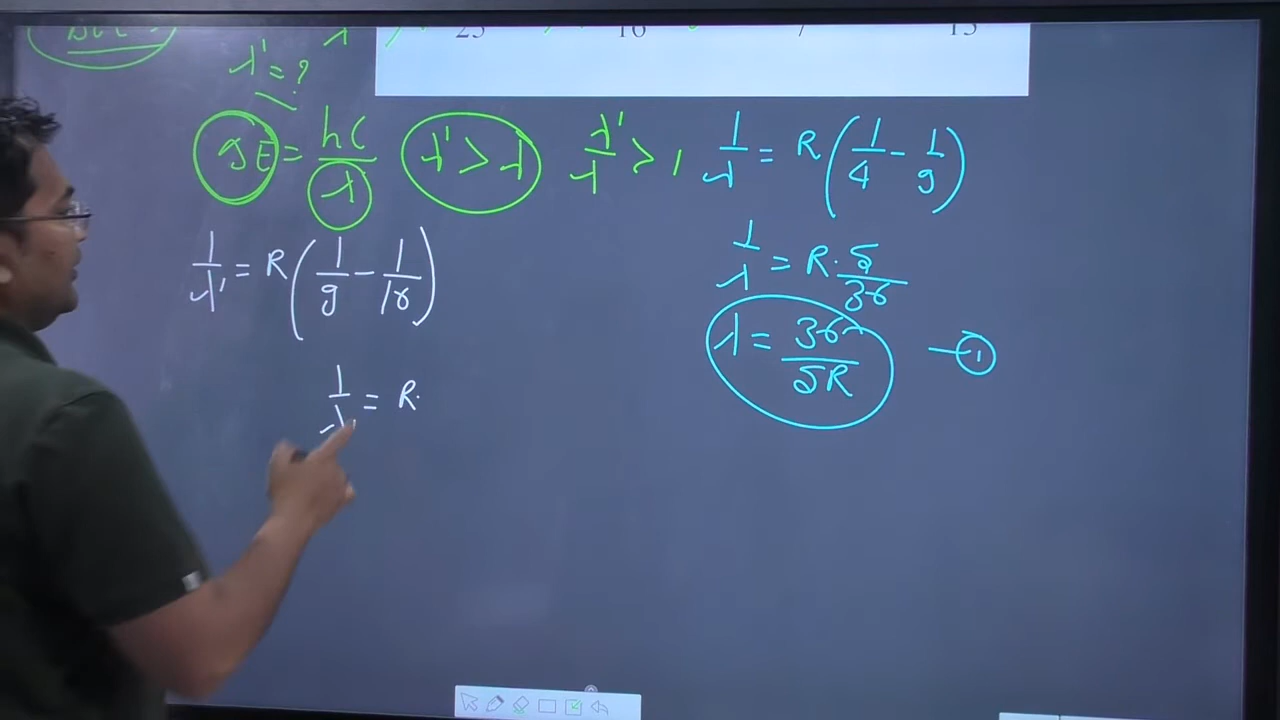 λ' = ?
gE = hc/λ
λ' > λ
λ'/λ > 1
1/λ = R(1/4 - 1/9)
1/λ' = R(1/9 - 1/16)
1/λ = R. 5/36
λ = 36/5R — ①
1/λ' = R.